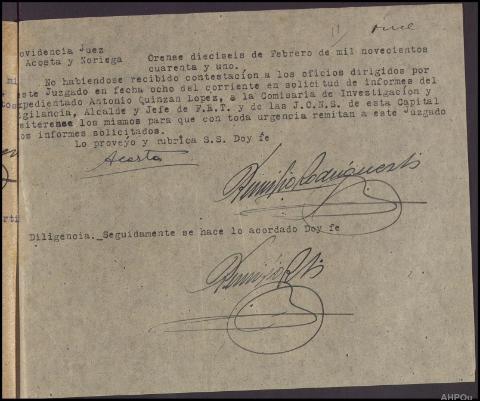 11 once
ovidencia Juez
Acosta y Noriega Orense dieciseis de Febrero de mil novecientos
cuarenta y uno.
No habiendose recibido contestación a los oficios dirigidos por
este Juzgado en fecha ocho del corriente en solicitud de informes del
expedientado Antonio Quinzan Lopez, a la Comisaria de Investigación y
igilancia, Alcalde y Jefe de F.E.T. y de las J.O.N.S. de esta Capital
eiterense los mismos para que con toda urgencia remitan a este Juzgado
os informes solicitados.
Lo proveyo y rubrica S.S. Doy fe
Acosta
Diligencia._Seguidamente se hace lo acordado Doy fe
AHPOu